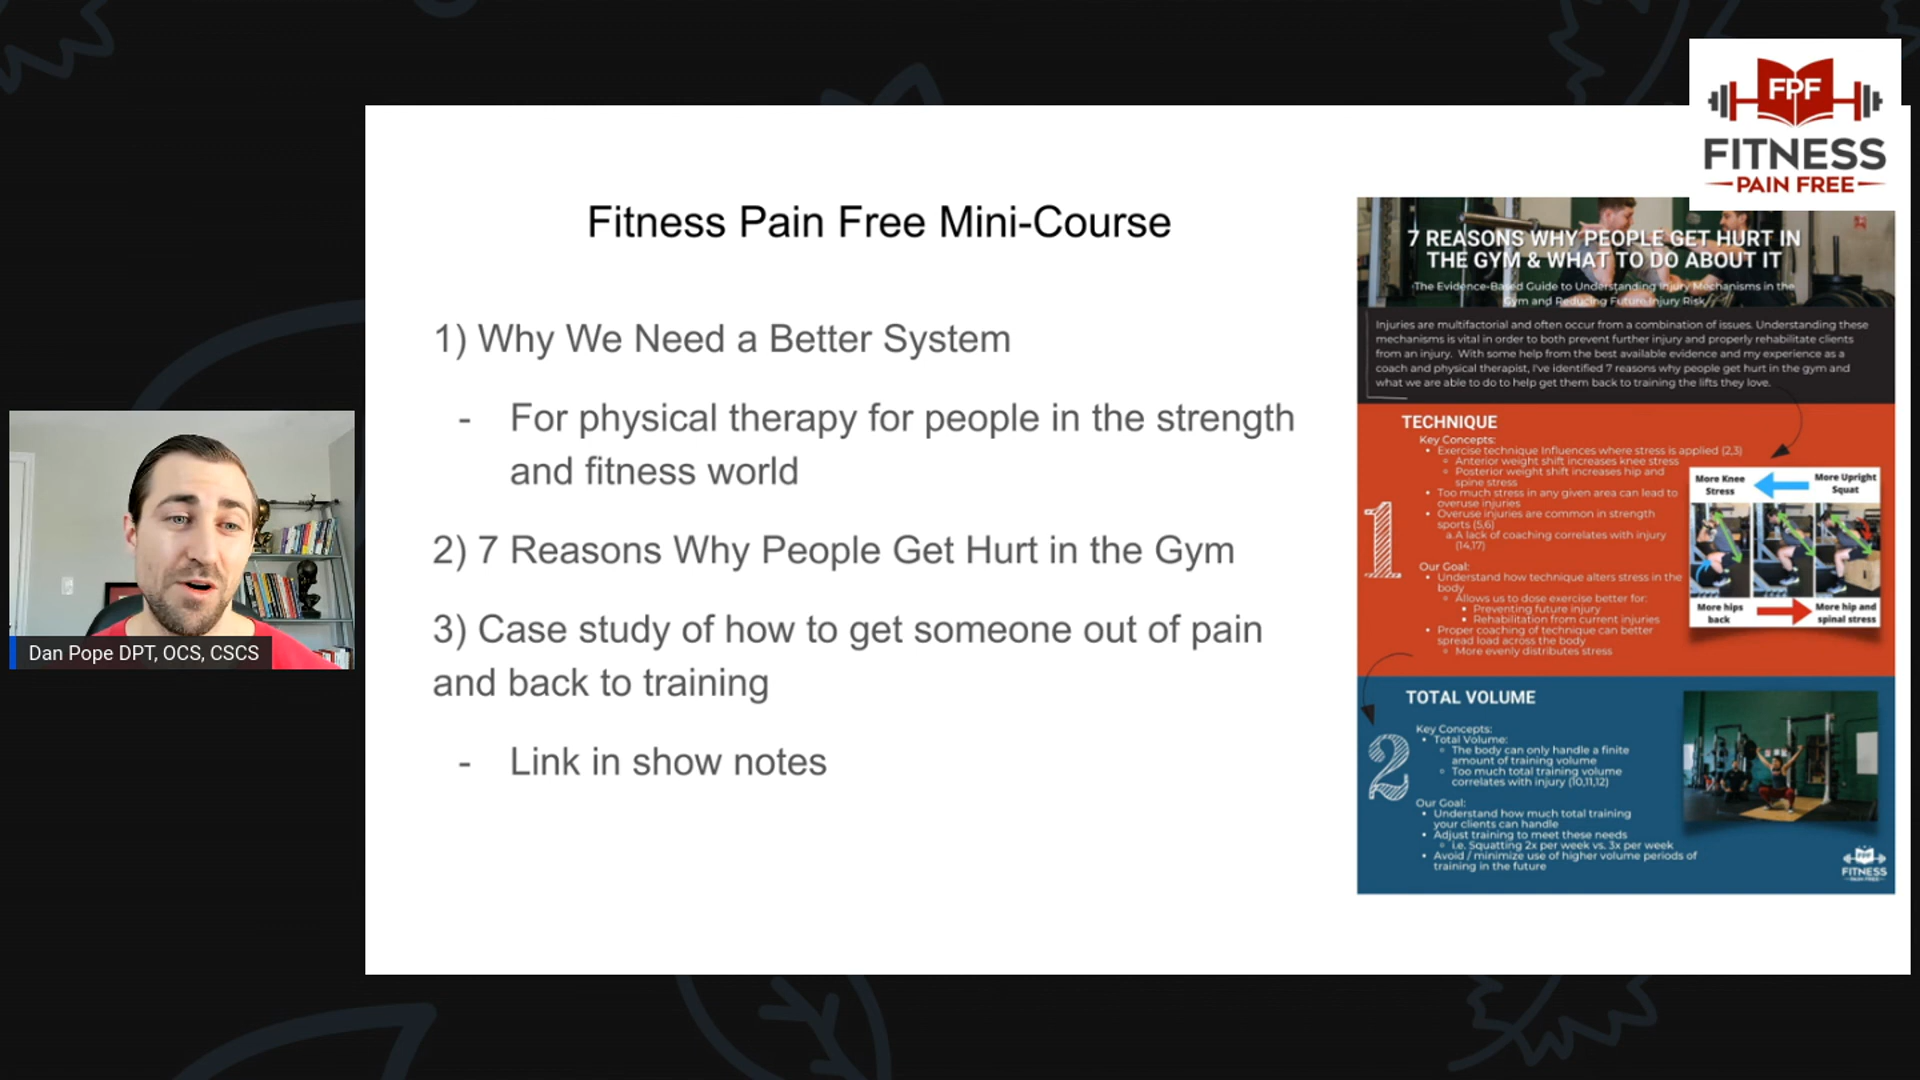 FPF
FITNESS
PAIN FREE
Fitness Pain Free Mini-Course
1) Why We Need a Better System
- For physical therapy for people in the strength
and fitness world
2) 7 Reasons Why People Get Hurt in the Gym
3) Case study of how to get someone out of pain
and back to training
- Link in show notes
Dan Pope DPT, OCS, CSCS
7 REASONS WHY PEOPLE GET HURT IN
THE GYM & WHAT TO DO ABOUT IT
The Evidence-Based Guide to Understanding Injury Mechanisms in the
Gym and Reducing Future Injury Risk
Injuries are multifactorial and often occur from a combination of issues. Understanding these
mechanisms is vital in order to both prevent further injury and properly rehabilitate clients
from an injury. With some help from the best available evidence and my experience as a
coach and physical therapist, I've identified 7 reasons why people get hurt in the gym and
what we are able to do to help get them back to training the lifts they love.
1
TECHNIQUE
Key Concepts:
• Exercise technique Influences where stress is applied (2,3)
◦ Anterior weight shift increases knee stress
◦ Posterior weight shift increases hip and
spine stress
• Too much stress in any given area can lead to
overuse injuries
• Overuse injuries are common in strength
sports (5,6)
a. A lack of coaching correlates with injury
(14,17)
Our Goal:
• Understand how technique alters stress in the
body
◦ Allows us to dose exercise better for:
▪ Preventing future injury
▪ Rehabilitation from current injuries
• Proper coaching of technique can better
spread load across the body
◦ More evenly distributes stress
More Knee
Stress
More Upright
Squat
More hips
back
More hip and
spinal stress
2
TOTAL VOLUME
Key Concepts:
• Total Volume:
◦ The body can only handle a finite
amount of training volume
◦ Too much total training volume
correlates with injury (10,11,12)
Our Goal:
• Understand how much total training
your clients can handle
• Adjust training to meet these needs
◦ i.e. Squatting 2x per week vs. 3x per week
• Avoid / minimize use of higher volume periods of
training in the future
FPF
FITNESS
PAIN FREE